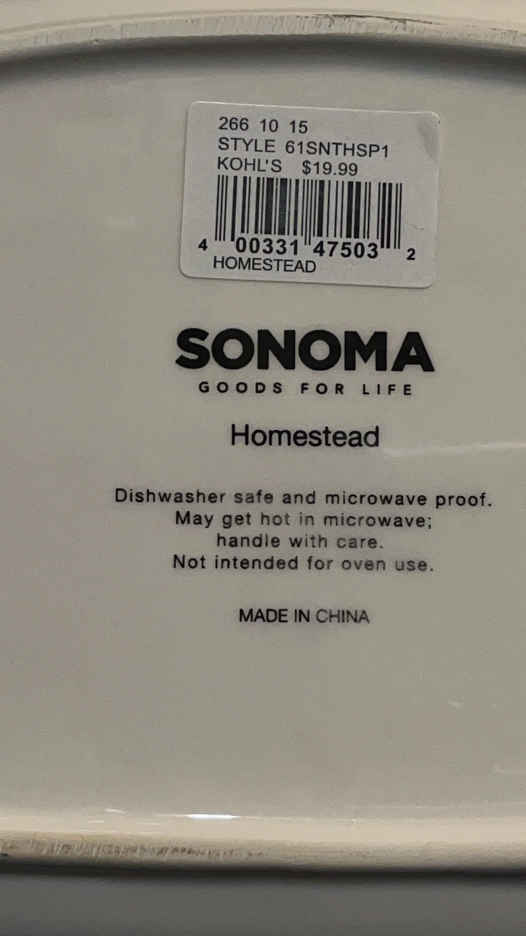 266 10 15
STYLE 61SNTHSP1
KOHL'S $19.99
4 00331 47503 2
HOMESTEAD
SONOMA
GOODS FOR LIFE
Homestead
Dishwasher safe and microwave proof.
May get hot in microwave;
handle with care.
Not intended for oven use.
MADE IN CHINA